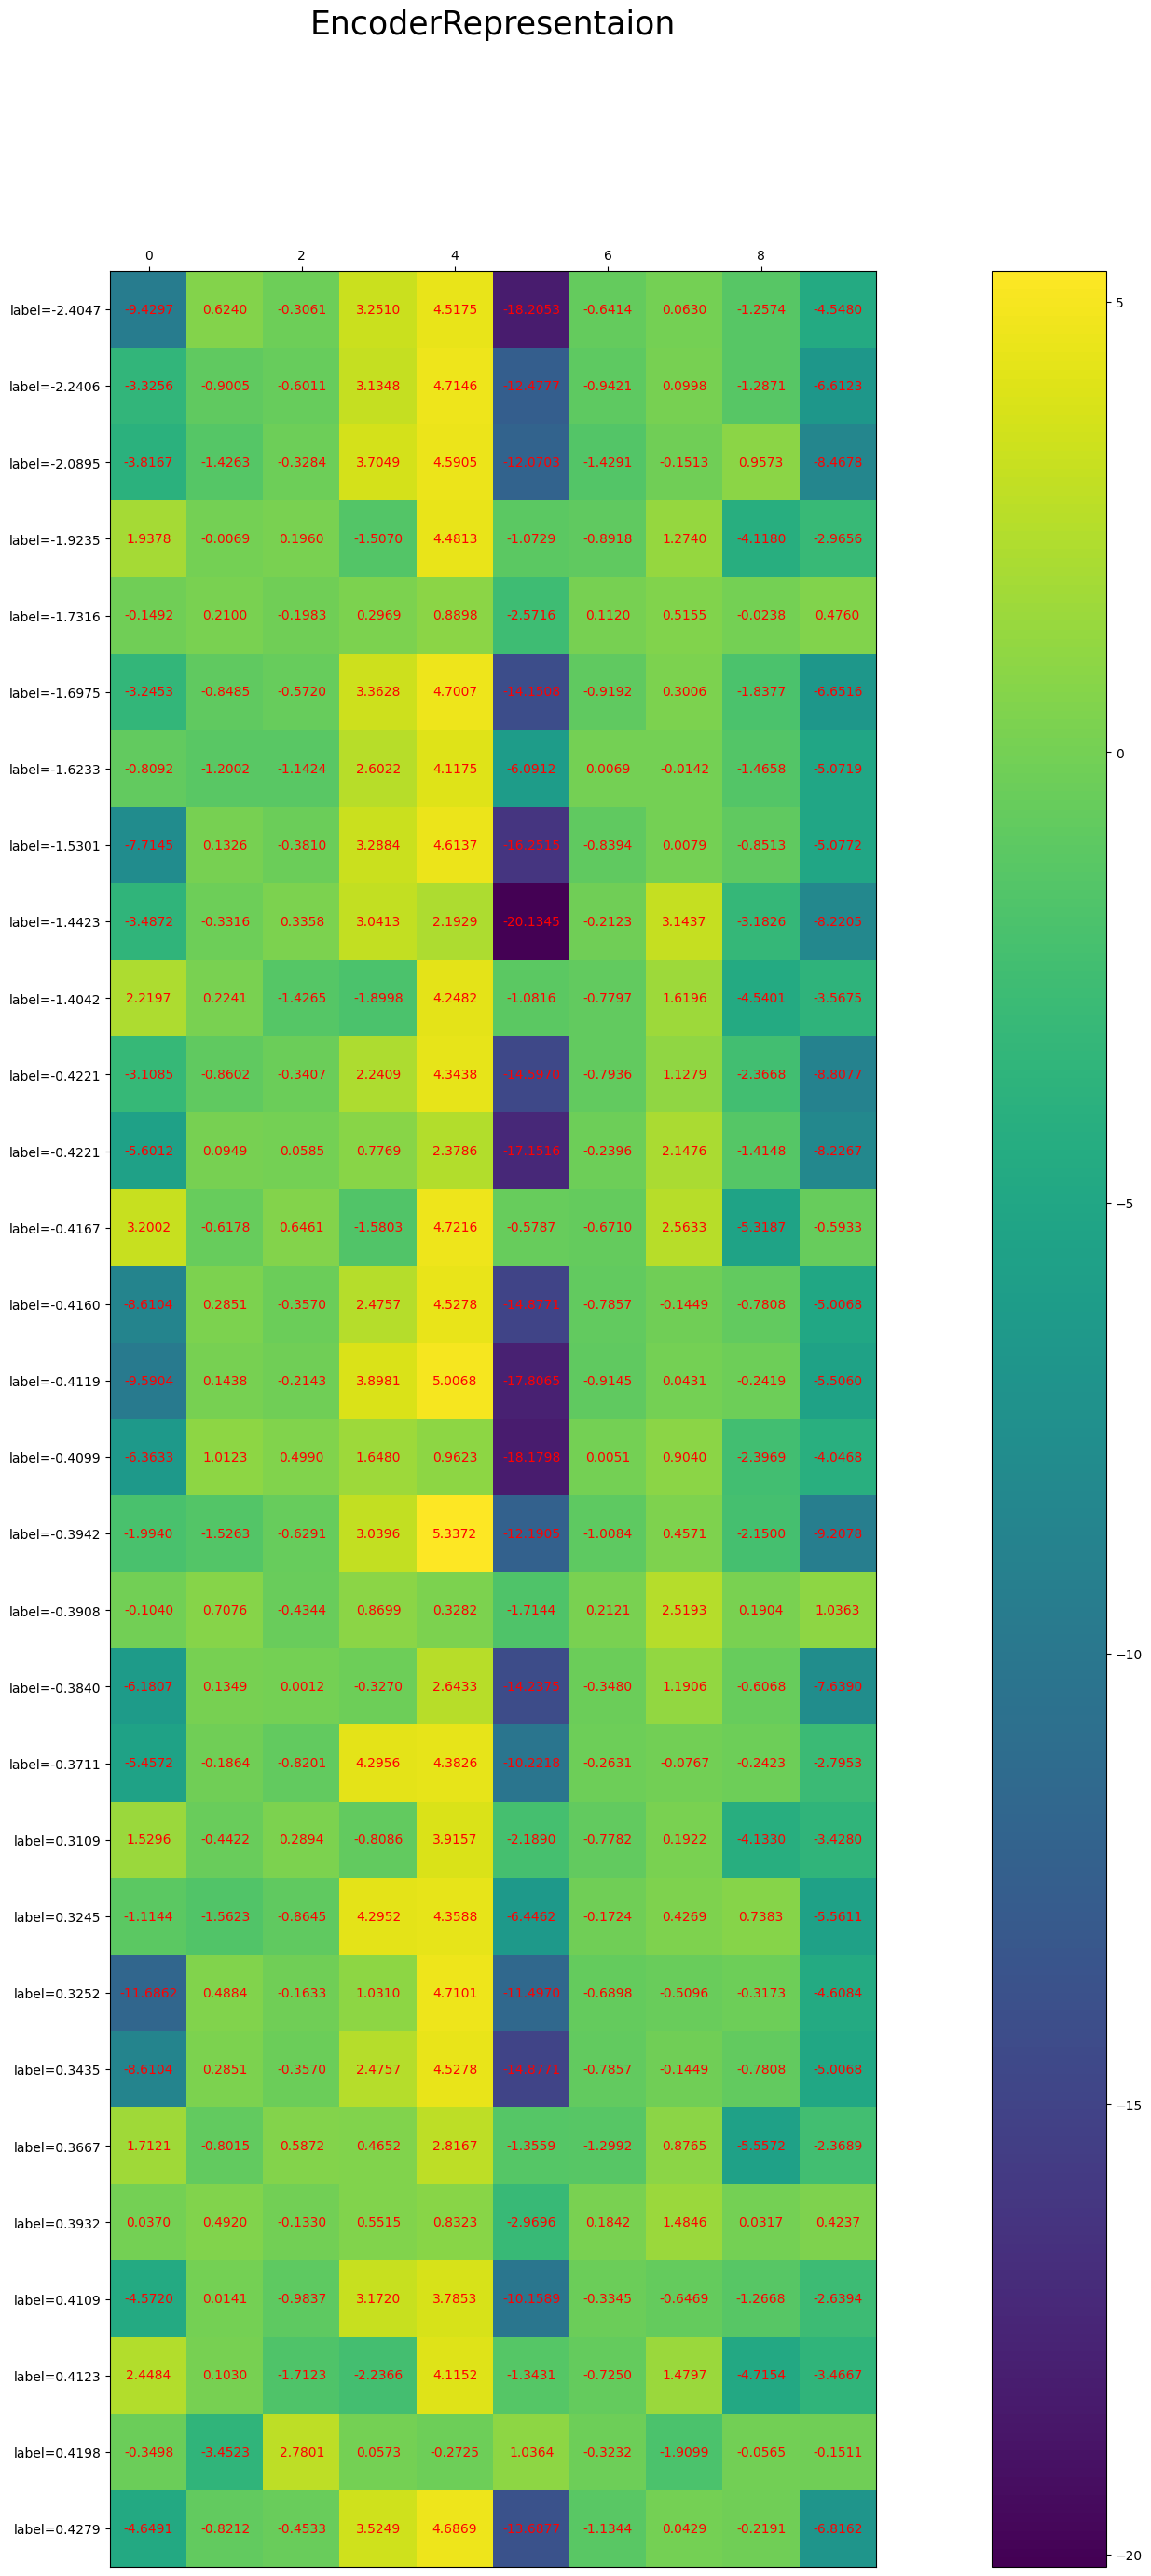 EncoderRepresentaion
0 2 4 6 8
label=-2.4047 -9.4297 0.6240 -0.3061 3.2510 4.5175 -18.2053 -0.6414 0.0630 -1.2574 -4.5480
label=-2.2406 -3.3256 -0.9005 -0.6011 3.1348 4.7146 -12.4777 -0.9421 0.0998 -1.2871 -6.6123
label=-2.0895 -3.8167 -1.4263 -0.3284 3.7049 4.5905 -12.0703 -1.4291 -0.1513 0.9573 -8.4678
label=-1.9235 1.9378 -0.0069 0.1960 -1.5070 4.4813 -1.0729 -0.8918 1.2740 -4.1180 -2.9656
label=-1.7316 -0.1492 0.2100 -0.1983 0.2969 0.8898 -2.5716 0.1120 0.5155 -0.0238 0.4760
label=-1.6975 -3.2453 -0.8485 -0.5720 3.3628 4.7007 -0.9192 0.3006 -1.8377 -6.6516
label=-1.6233 -0.8092 -1.2002 -1.1424 2.6022 4.1175 -6.0912 0.0069 -0.0142 -1.4658 -5.0719
label=-1.5301 -7.7145 0.1326 -0.3810 3.2884 4.6137 -16.2515 -0.8394 0.0079 -0.8513 -5.0772
label=-1.4423 -3.4872 -0.3316 0.3358 3.0413 2.1929 -20.1345 -0.2123 3.1437 -3.1826 -8.2205
label=-1.4042 2.2197 0.2241 -1.4265 -1.8998 4.2482 -1.0816 -0.7797 1.6196 -4.5401 -3.5675
label=-0.4221 -3.1085 -0.8602 -0.3407 2.2409 4.3438 -0.7936 1.1279 -2.3668 -8.8077
label=-0.4221 -5.6012 0.0949 0.0585 0.7769 2.3786 -17.1516 -0.2396 2.1476 -1.4148 -8.2267
label=-0.4167 3.2002 -0.6178 0.6461 -1.5803 4.7216 -0.5787 -0.6710 2.5633 -5.3187 -0.5933
label=-0.4160 -8.6104 0.2851 -0.3570 2.4757 4.5278 -14.8771 -0.7857 -0.1449 -0.7808 -5.0068
label=-0.4119 -9.5904 0.1438 -0.2143 3.8981 5.0068 -17.8065 -0.9145 0.0431 -0.2419 -5.5060
label=-0.4099 -6.3633 1.0123 0.4990 1.6480 0.9623 -18.1798 0.0051 0.9040 -2.3969 -4.0468
label=-0.3942 -1.9940 -1.5263 -0.6291 3.0396 5.3372 -12.1905 -1.0084 0.4571 -2.1500 -9.2078
label=-0.3908 -0.1040 0.7076 -0.4344 0.8699 0.3282 -1.7144 0.2121 2.5193 0.1904 1.0363
label=-0.3840 -6.1807 0.1349 0.0012 -0.3270 2.6433 -14.2375 -0.3480 1.1906 -0.6068 -7.6390
label=-0.3711 -5.4572 -0.1864 -0.8201 4.2956 4.3826 -10.2218 -0.2631 -0.0767 -0.2423 -2.7953
label=0.3109 1.5296 -0.4422 0.2894 -0.8086 3.9157 -2.1890 -0.7782 0.1922 -4.1330 -3.4280
label=0.3245 -1.1144 -1.5623 -0.8645 4.2952 4.3588 -6.4462 -0.1724 0.4269 0.7383 -5.5611
label=0.3252 -11.6862 0.4884 -0.1633 1.0310 4.7101 -11.4970 -0.6898 -0.5096 -0.3173 -4.6084
label=0.3435 -8.6104 0.2851 -0.3570 2.4757 4.5278 -14.8771 -0.7857 -0.1449 -0.7808 -5.0068
label=0.3667 1.7121 -0.8015 0.5872 0.4652 2.8167 -1.3559 -1.2992 0.8765 -5.5572 -2.3689
label=0.3932 0.0370 0.4920 -0.1330 0.5515 0.8323 -2.9696 0.1842 1.4846 0.0317 0.4237
label=0.4109 -4.5720 0.0141 -0.9837 3.1720 3.7853 -10.1589 -0.3345 -0.6469 -1.2668 -2.6394
label=0.4123 2.4484 0.1030 -1.7123 -2.2366 4.1152 -1.3431 -0.7250 1.4797 -4.7154 -3.4667
label=0.4198 -0.3498 -3.4523 2.7801 0.0573 -0.2725 1.0364 -0.3232 -1.9099 -0.0565 -0.1511
label=0.4279 -4.6491 -0.8212 -0.4533 3.5249 4.6869 -1.1344 0.0429 -0.2191 -6.8162
5
0
−5
−10
−15
−20